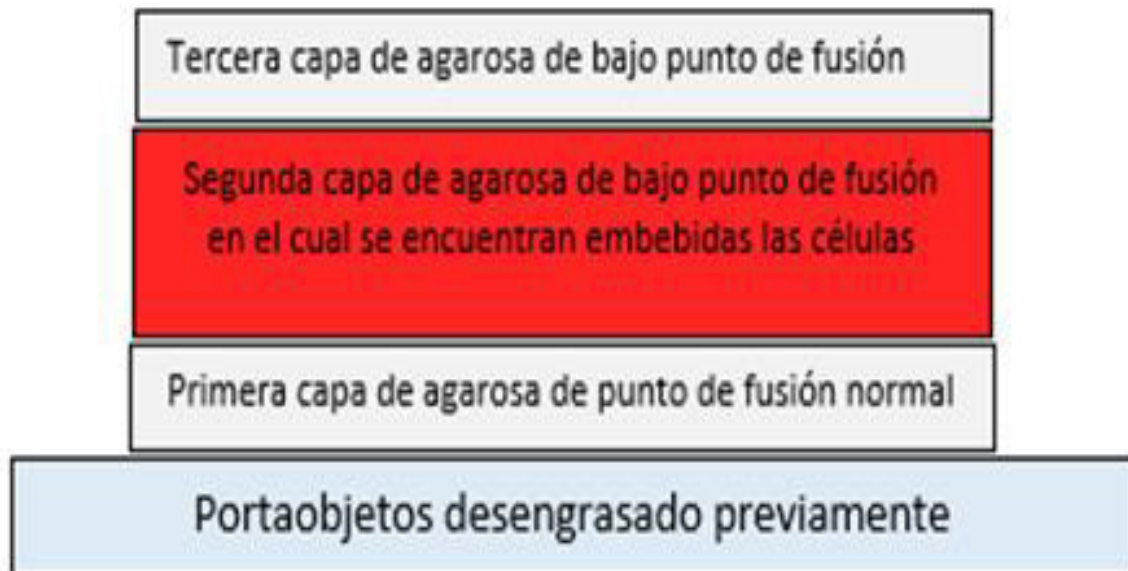 Tercera capa de agarosa de bajo punto de fusión
Segunda capa de agarosa de bajo punto de fusión
en el cual se encuentran embebidas las células
Primera capa de agarosa de punto de fusión normal
Portaobjetos desengrasado previamente